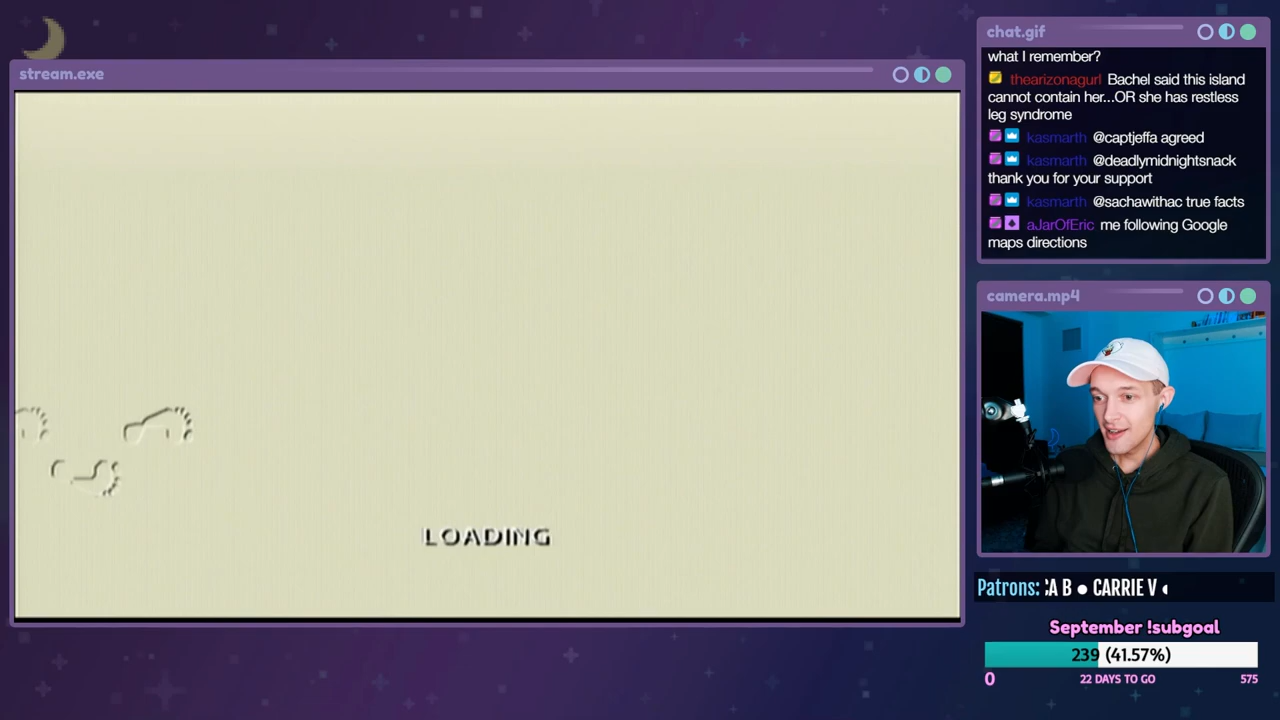 stream.exe
LOADING
chat.gif
what I remember?
thearizonagurl Bachel said this island
cannot contain her...OR she has restless
leg syndrome
kasmarth @captjeffa agreed
kasmarth @deadlymidnightsnack
thank you for your support
kasmarth @sachawithac true facts
aJarOfEric me following Google
maps directions
camera.mp4
Patrons: CA B ● CARRIE V
September !subgoal
239 (41.57%)
0 22 DAYS TO GO 575